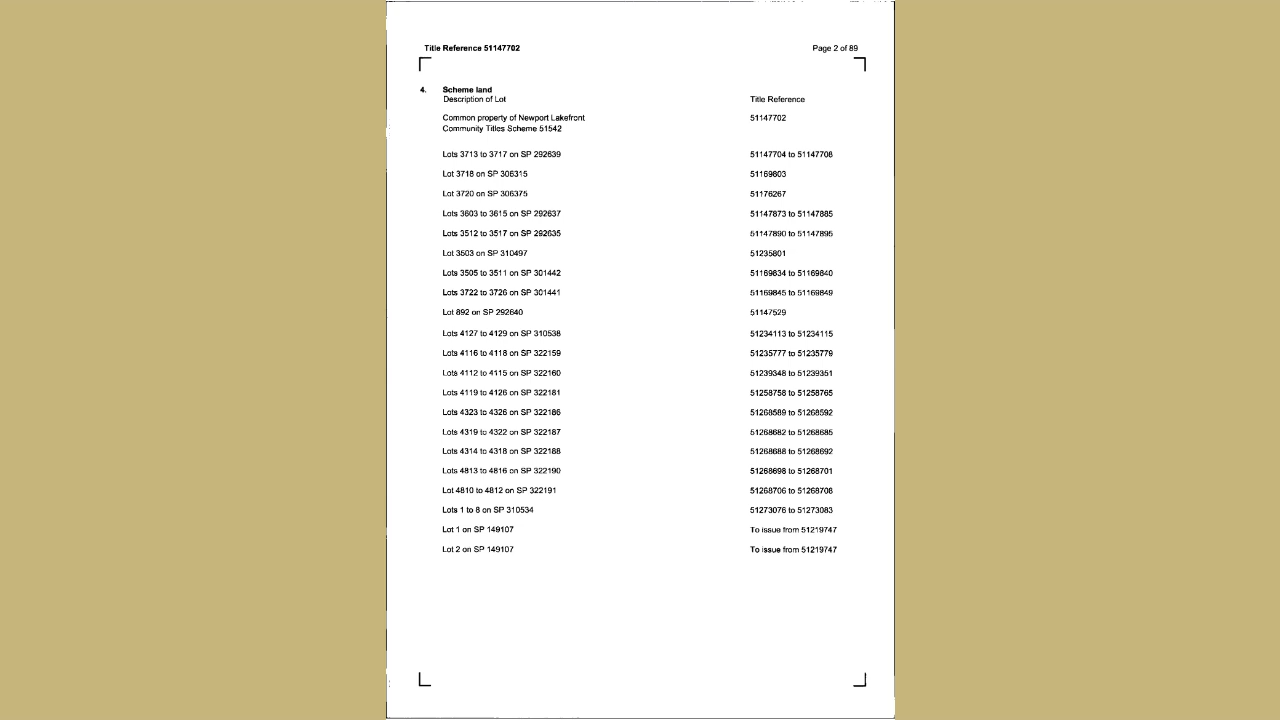 Title Reference 51147702 Page 2 of 89
4. Scheme land
Description of Lot Title Reference
Common property of Newport Lakefront 51147702
Community Titles Scheme 51542
Lots 3713 to 3717 on SP 292639 51147704 to 51147708
Lot 3718 on SP 306315 51169803
Lot 3720 on SP 306375 51176267
Lots 3603 to 3615 on SP 292637 51147873 to 51147885
Lots 3512 to 3517 on SP 292635 51147890 to 51147895
Lot 3503 on SP 310497 51235801
Lots 3505 to 3511 on SP 301442 51169834 to 51169840
Lots 3722 to 3726 on SP 301441 51169845 to 51169849
Lot 892 on SP 292640 51147529
Lots 4127 to 4129 on SP 310538 51234113 to 51234115
Lots 4116 to 4118 on SP 322159 51235777 to 51235779
Lots 4112 to 4115 on SP 322160 51239348 to 51239351
Lots 4119 to 4126 on SP 322181 51258758 to 51258765
Lots 4323 to 4326 on SP 322186 51268589 to 51268592
Lots 4319 to 4322 on SP 322187 51268682 to 51268685
Lots 4314 to 4318 on SP 322188 51268688 to 51268692
Lots 4813 to 4816 on SP 322190 51268698 to 51268701
Lot 4810 to 4812 on SP 322191 51268706 to 51268708
Lots 1 to 8 on SP 310534 51273076 to 51273083
Lot 1 on SP 149107 To issue from 51219747
Lot 2 on SP 149107 To issue from 51219747